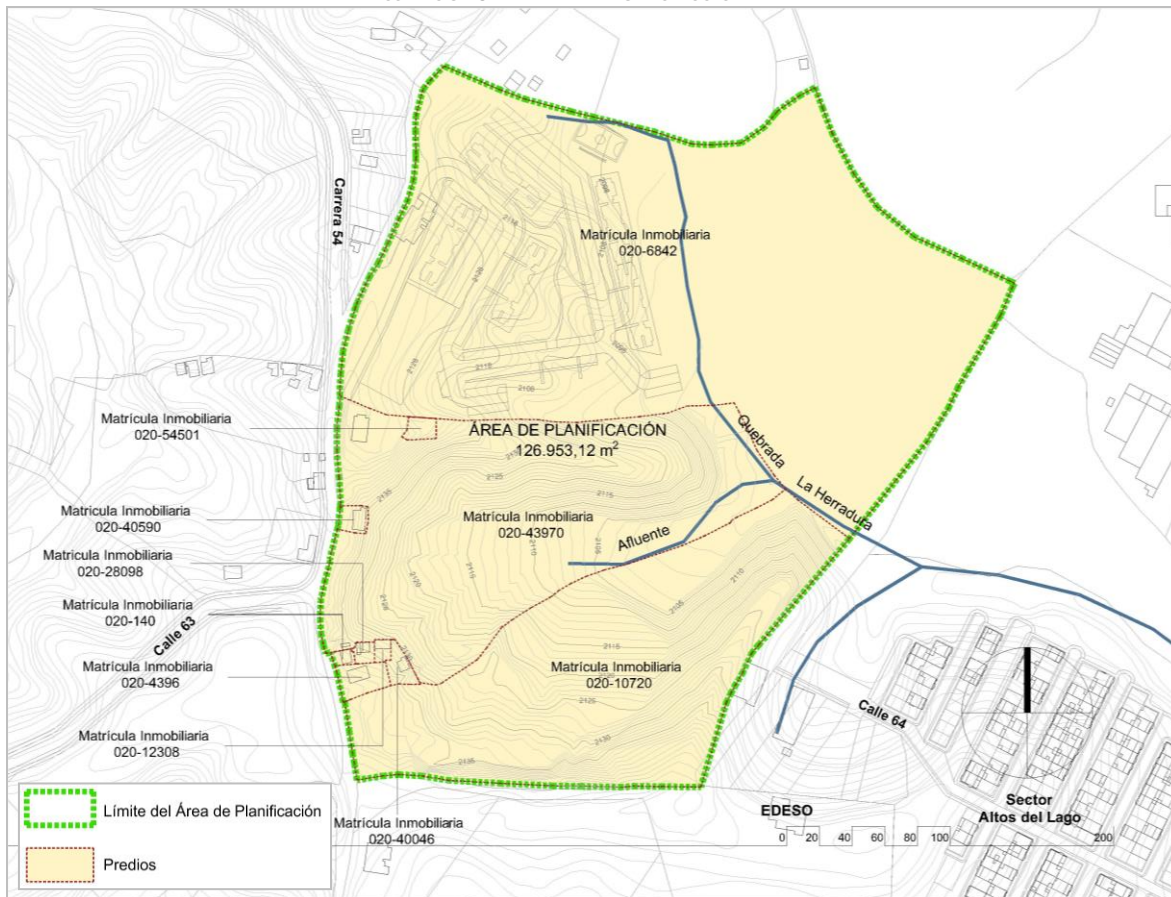 Carrera 54
Matrícula Inmobiliaria
020-6842
Matrícula Inmobiliaria
020-54501
ÁREA DE PLANIFICACIÓN
126.953,12 m²
Quebrada
La Herradura
Matrícula Inmobiliaria
020-40590
Matrícula Inmobiliaria
020-43970
Afluente
Matrícula Inmobiliaria
020-28098
Matrícula Inmobiliaria
020-140
Calle 63
Matrícula Inmobiliaria
020-4396
Matrícula Inmobiliaria
020-10720
Matrícula Inmobiliaria
020-12308
Calle 64
Matrícula Inmobiliaria
020-40046
EDESO
Sector
Altos del Lago
0 20 40 60 80 100 200
Límite del Área de Planificación
Predios